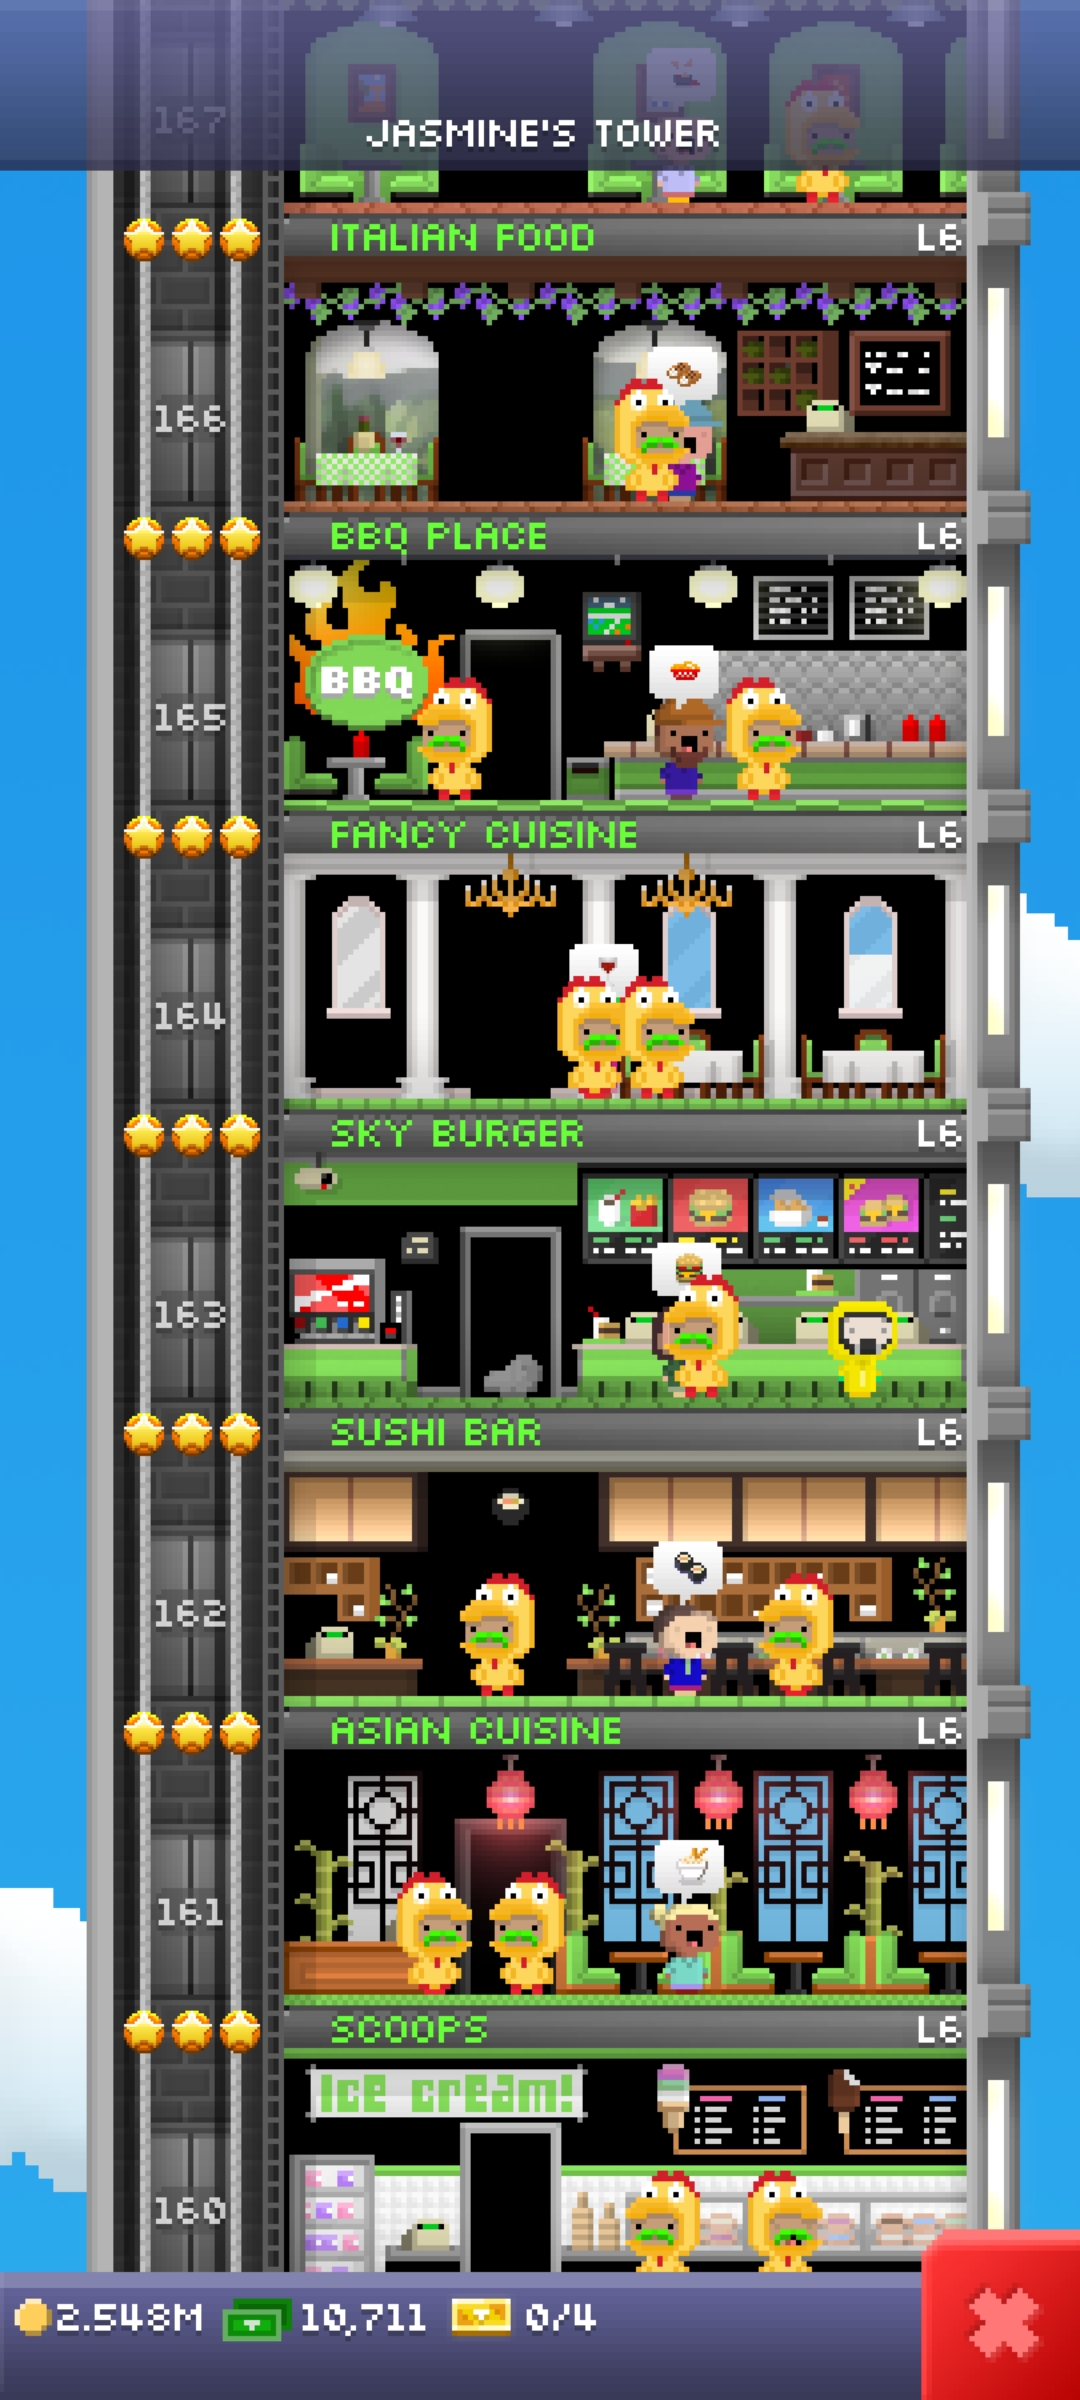 JASMINE'S TOWER
167
ITALIAN FOOD L6
166
BBQ PLACE L6
BBQ
165
FANCY CUISINE L6
164
SKY BURGER L6
163
SUSHI BAR L6
162
ASIAN CUISINE L6
161
SCOOPS L6
Ice cream!
160
2.548M 10,711 0/4